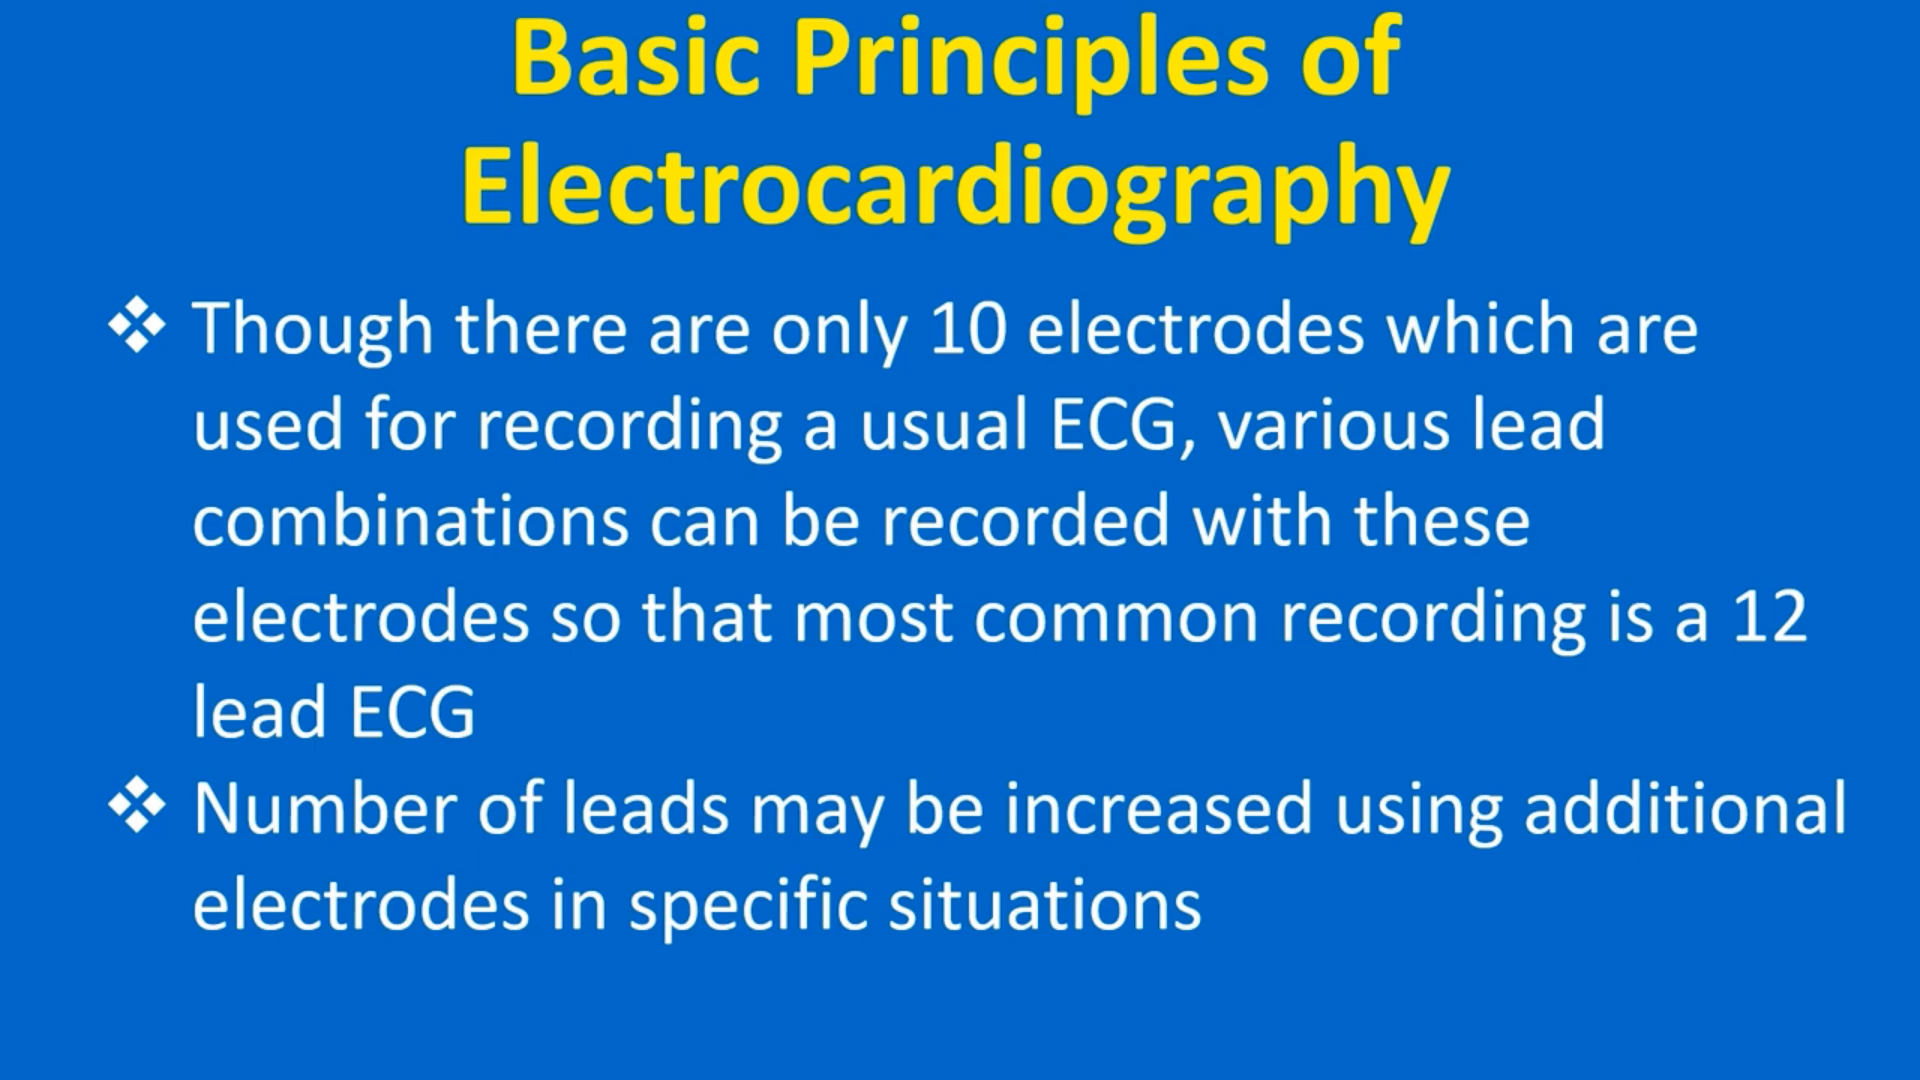 Basic Principles of
Electrocardiography
❖ Though there are only 10 electrodes which are
used for recording a usual ECG, various lead
combinations can be recorded with these
electrodes so that most common recording is a 12
lead ECG
❖ Number of leads may be increased using additional
electrodes in specific situations